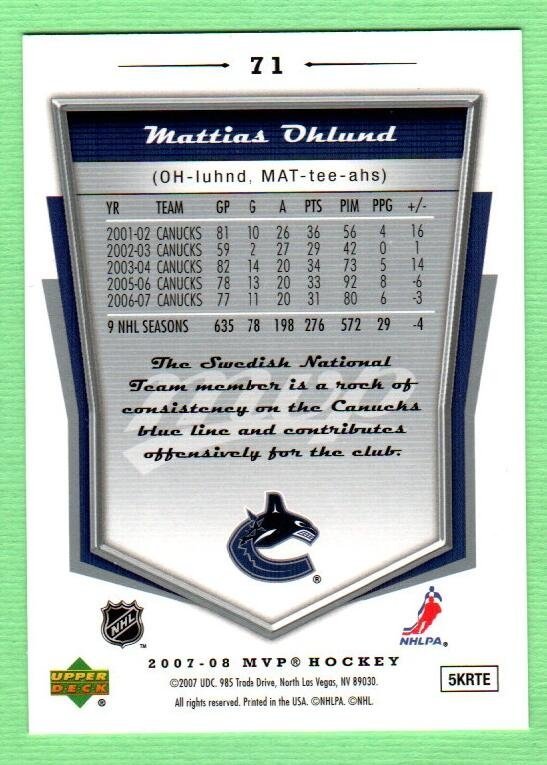 71
Mattias Ohlund
(OH-luhnd, MAT-tee-ahs)
YR TEAM GP G A PTS PIM PPG +/-
2001-02 CANUCKS 81 10 26 36 56 4 16
2002-03 CANUCKS 59 2 27 29 42 0 1
2003-04 CANUCKS 82 14 20 34 73 5 14
2005-06 CANUCKS 78 13 20 33 92 8 -6
2006-07 CANUCKS 77 11 20 31 80 6 -3
9 NHL SEASONS 635 78 198 276 572 29 -4
mvp
The Swedish National
Team member is a rock of
consistency on the Canucks
blue line and contributes
offensively for the club.
®
NHL
™
NHLPA®
2007-08 MVP® HOCKEY
UPPER
DECK
®
©2007 UDC. 985 Trade Drive, North Las Vegas, NV 89030.
All rights reserved. Printed in the USA. ©NHLPA. ©NHL.
5KRTE